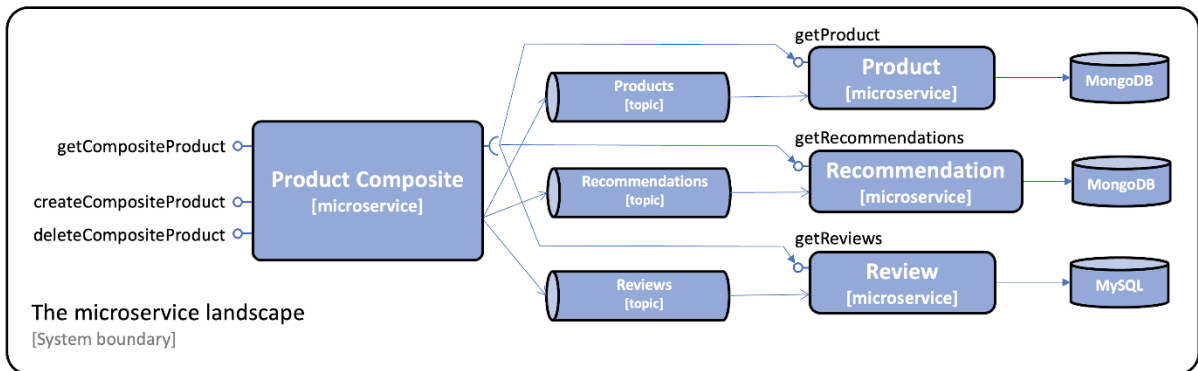 getProduct
Product
[microservice]
MongoDB
Products
[topic]
getCompositeProduct
createCompositeProduct
deleteCompositeProduct
Product Composite
[microservice]
getRecommendations
Recommendation
[microservice]
MongoDB
Recommendations
[topic]
getReviews
Review
[microservice]
MySQL
Reviews
[topic]
The microservice landscape
[System boundary]